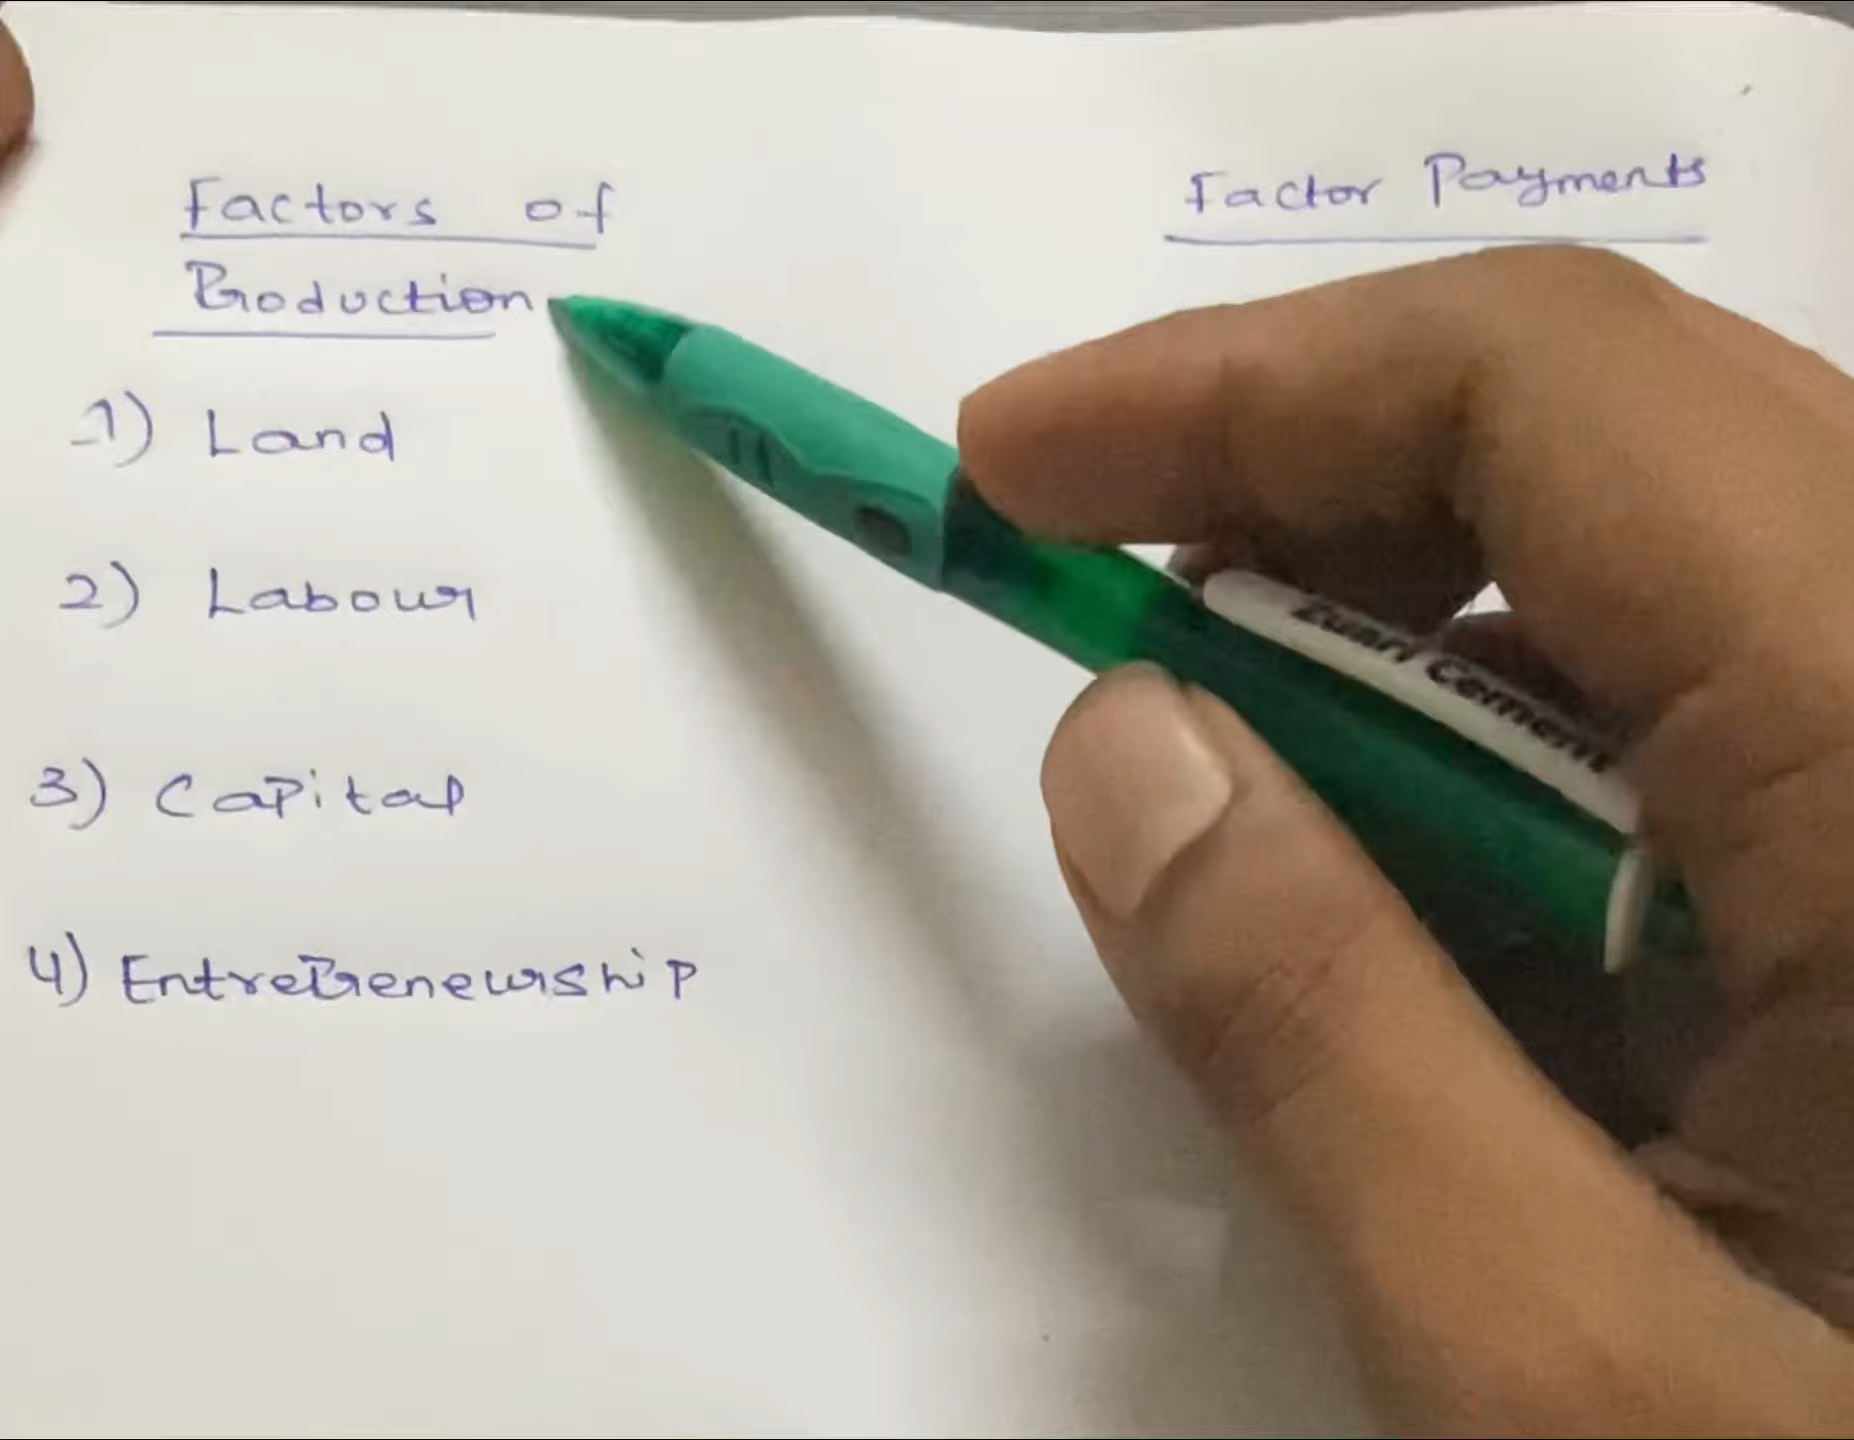 Factors of
Production
Factor Payments
1) Land
2) Labour
3) Capital
4) Entrepreneurship
Zuari Cement